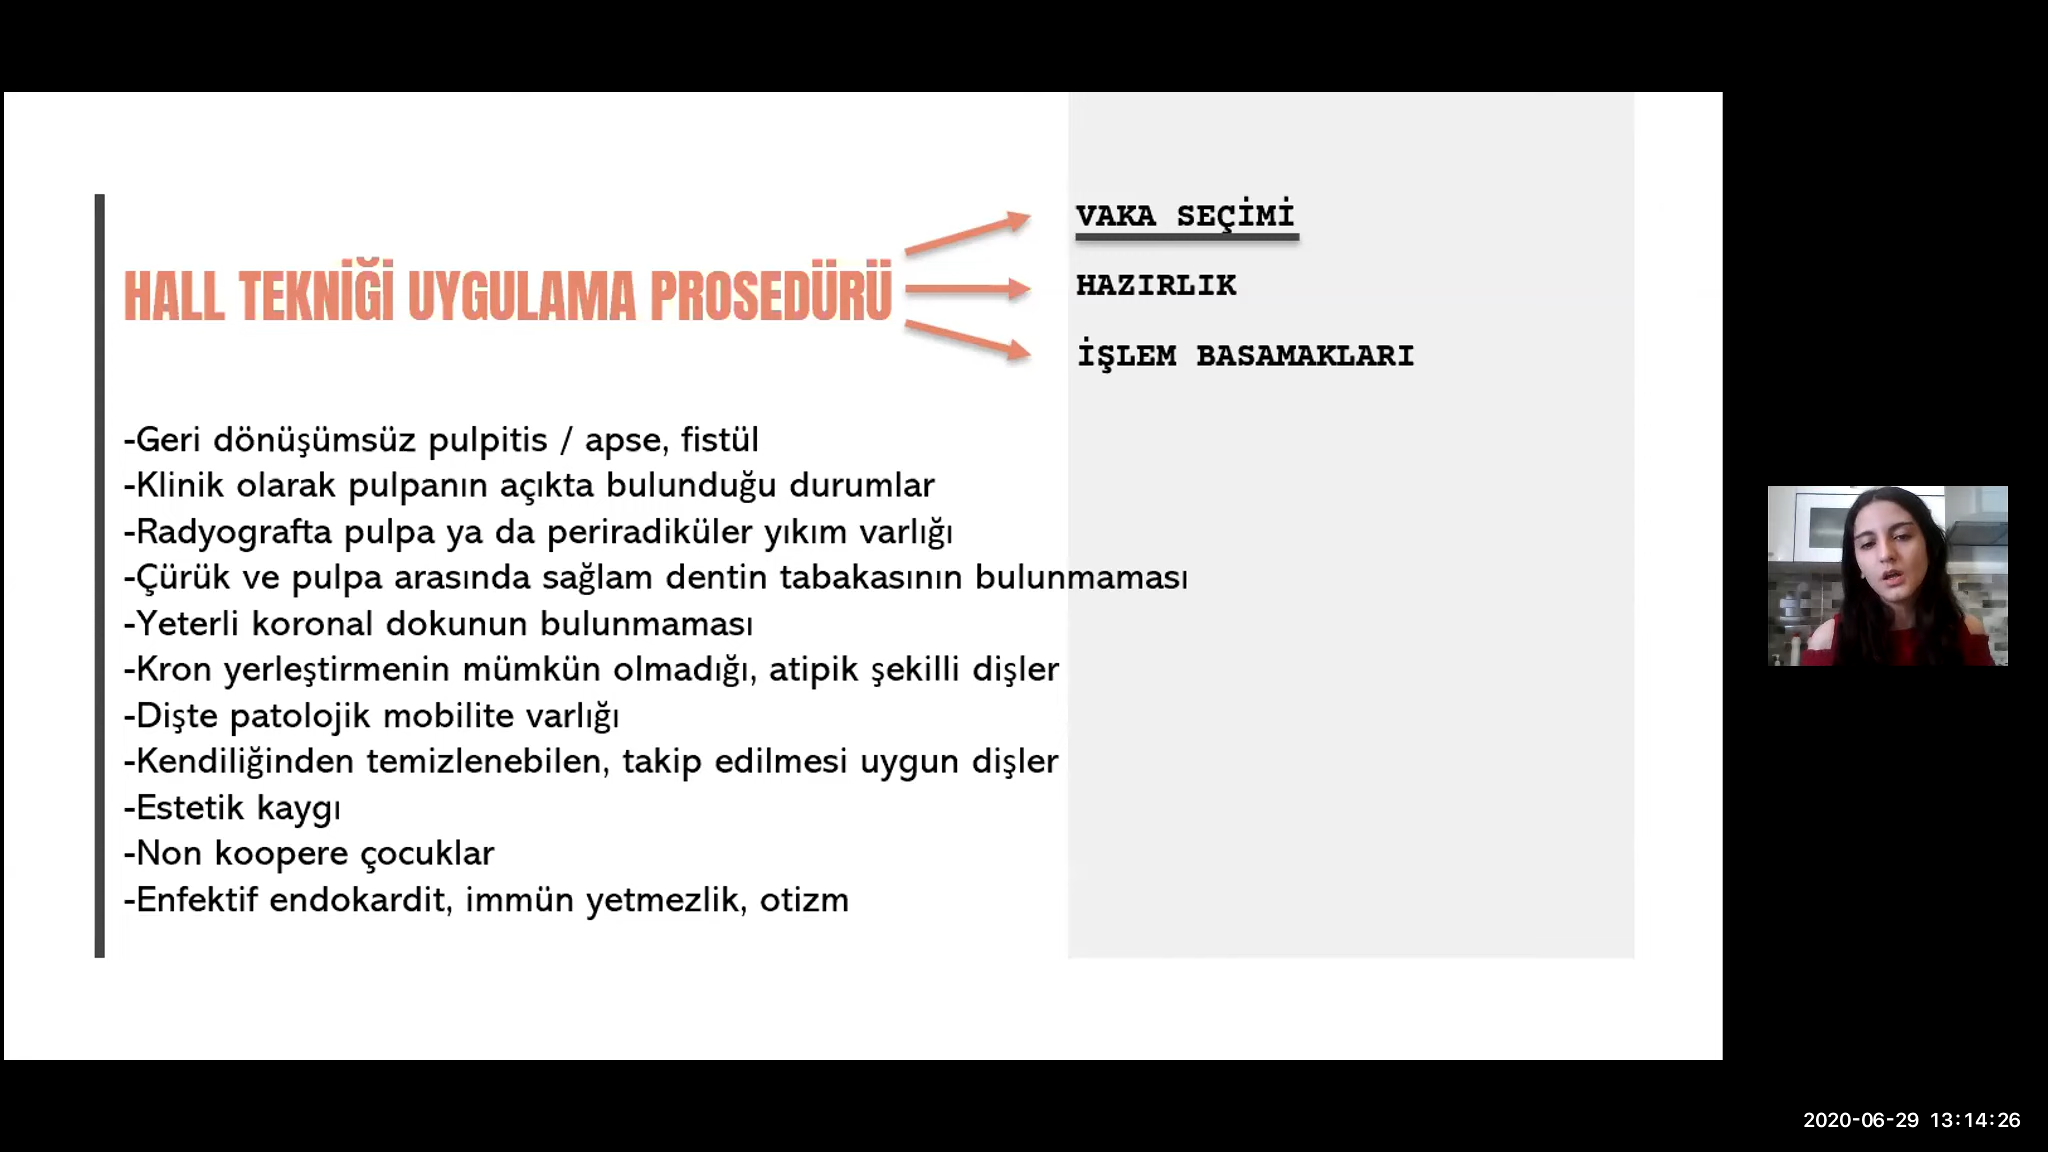 VAKA SEÇİMİ
HALL TEKNİĞİ UYGULAMA PROSEDÜRÜ
HAZIRLIK
İŞLEM BASAMAKLARI
-Geri dönüşümsüz pulpitis / apse, fistül
-Klinik olarak pulpanın açıkta bulunduğu durumlar
-Radyografta pulpa ya da periradiküler yıkım varlığı
-Çürük ve pulpa arasında sağlam dentin tabakasının bulunmaması
-Yeterli koronal dokunun bulunmaması
-Kron yerleştirmenin mümkün olmadığı, atipik şekilli dişler
-Dişte patolojik mobilite varlığı
-Kendiliğinden temizlenebilen, takip edilmesi uygun dişler
-Estetik kaygı
-Non koopere çocuklar
-Enfektif endokardit, immün yetmezlik, otizm
2020-06-29 13:14:26